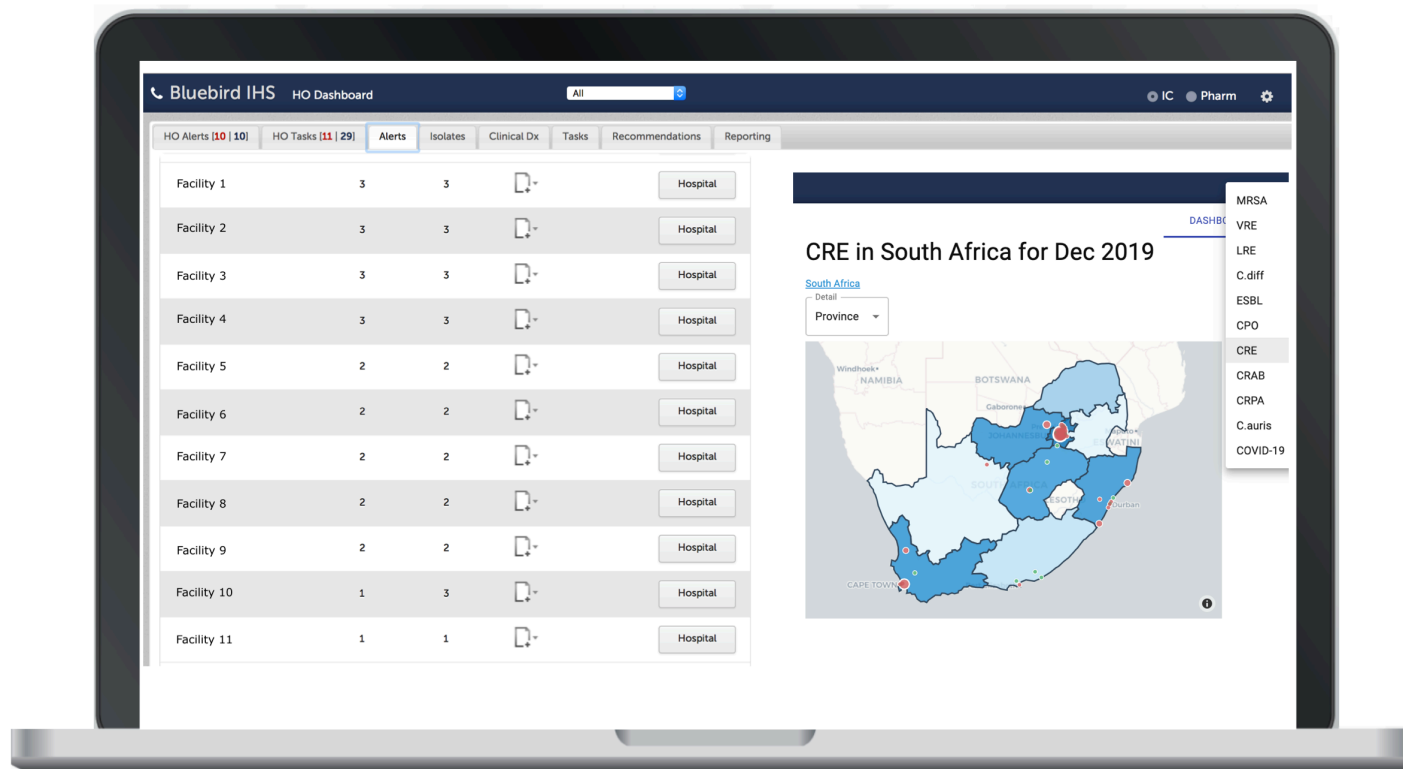 Bluebird IHS HO Dashboard All IC Pharm
HO Alerts [10 | 10] HO Tasks [11 | 29] Alerts Isolates Clinical Dx Tasks Recommendations Reporting
Facility 1 3 3 Hospital
Facility 2 3 3 Hospital
Facility 3 3 3 Hospital
Facility 4 3 3 Hospital
Facility 5 2 2 Hospital
Facility 6 2 2 Hospital
Facility 7 2 2 Hospital
Facility 8 2 2 Hospital
Facility 9 2 2 Hospital
Facility 10 1 3 Hospital
Facility 11 1 1 Hospital
DASHBO
CRE in South Africa for Dec 2019
South Africa
Detail
Province
Windhoek
NAMIBIA
BOTSWANA
Gaborone
JOHANNESBURG
ESWATINI
SOUTH AFRICA
LESOTHO
Durban
CAPE TOWN
MRSA
VRE
LRE
C.diff
ESBL
CPO
CRE
CRAB
CRPA
C.auris
COVID-19